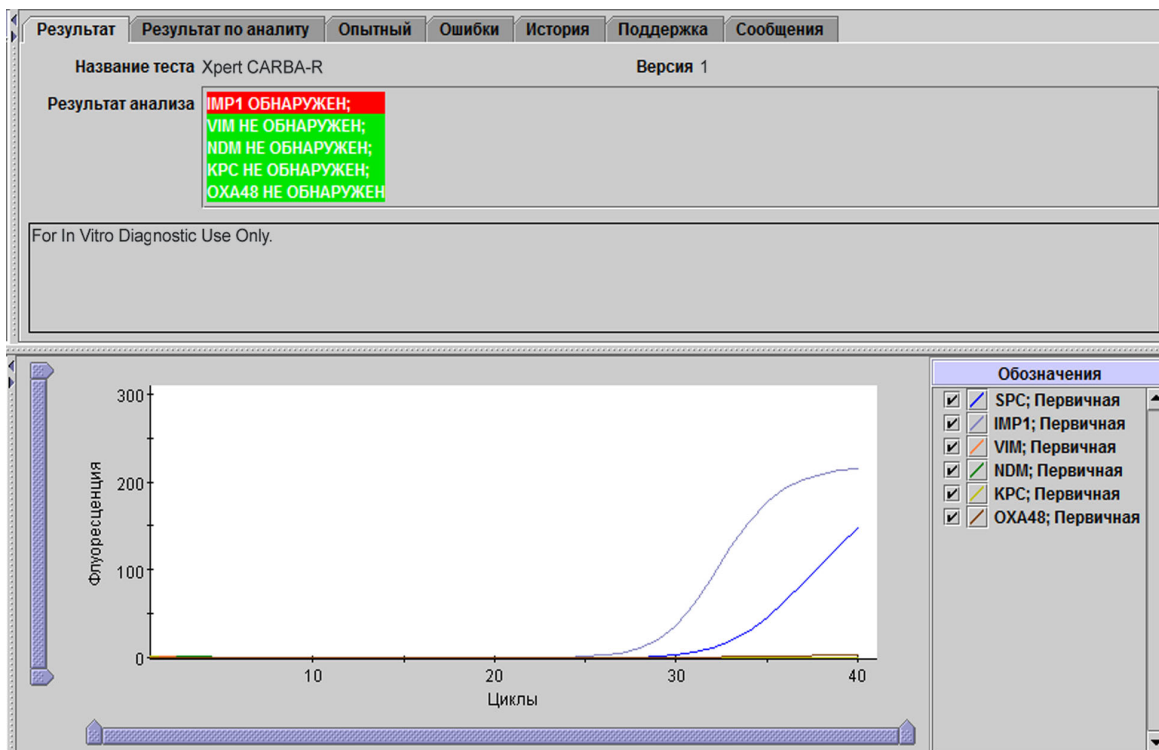 Результат Результат по аналиту Опытный Ошибки История Поддержка Сообщения
Название теста Xpert CARBA-R Версия 1
Результат анализа IMP1 ОБНАРУЖЕН;
VIM НЕ ОБНАРУЖЕН;
NDM НЕ ОБНАРУЖЕН;
KPC НЕ ОБНАРУЖЕН;
OXA48 НЕ ОБНАРУЖЕН
For In Vitro Diagnostic Use Only.
Обозначения
SPC; Первичная
IMP1; Первичная
VIM; Первичная
NDM; Первичная
KPC; Первичная
OXA48; Первичная
Флуоресценция
300
200
100
0
10 20 30 40
Циклы